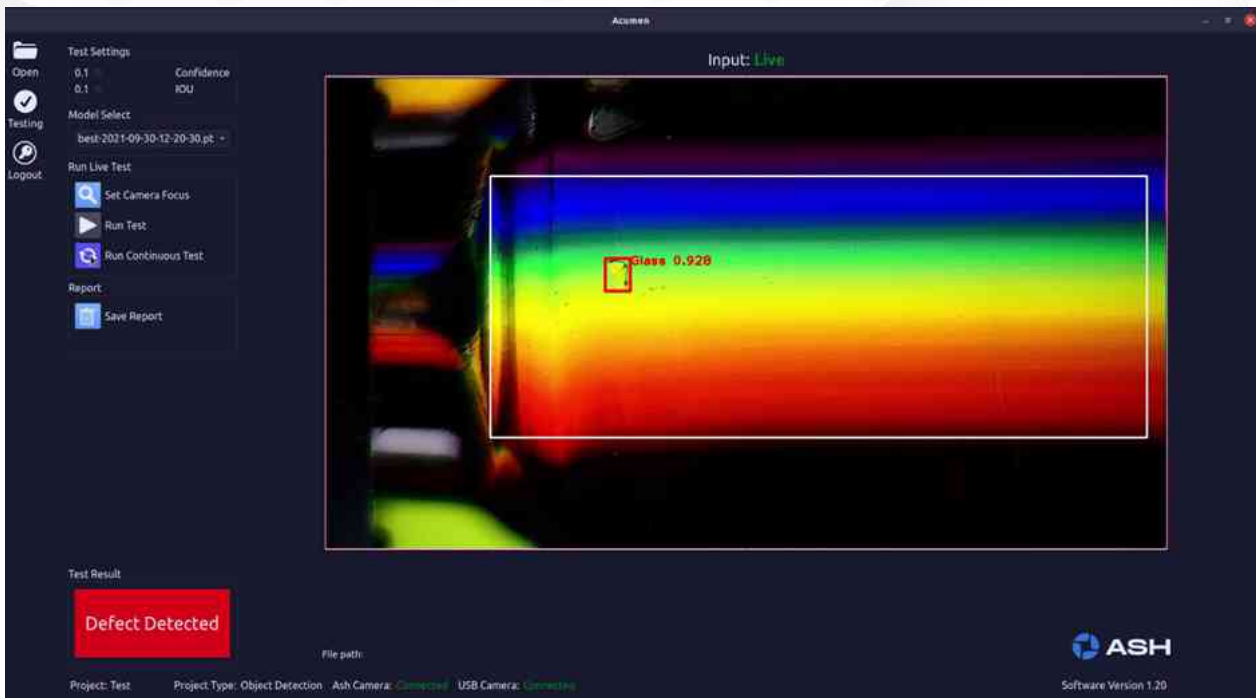 Acumen
Open
Testing
Logout
Test Settings
0.1 Confidence
0.1 IOU
Model Select
best-2021-09-30-12-20-30.pt
Run Live Test
Set Camera Focus
Run Test
Run Continuous Test
Report
Save Report
Input: Live
Glass 0.928
Test Result
Defect Detected
File path:
ASH
Project: Test
Project Type: Object Detection
Ash Camera: Connected
USB Camera: Connected
Software Version 1.20